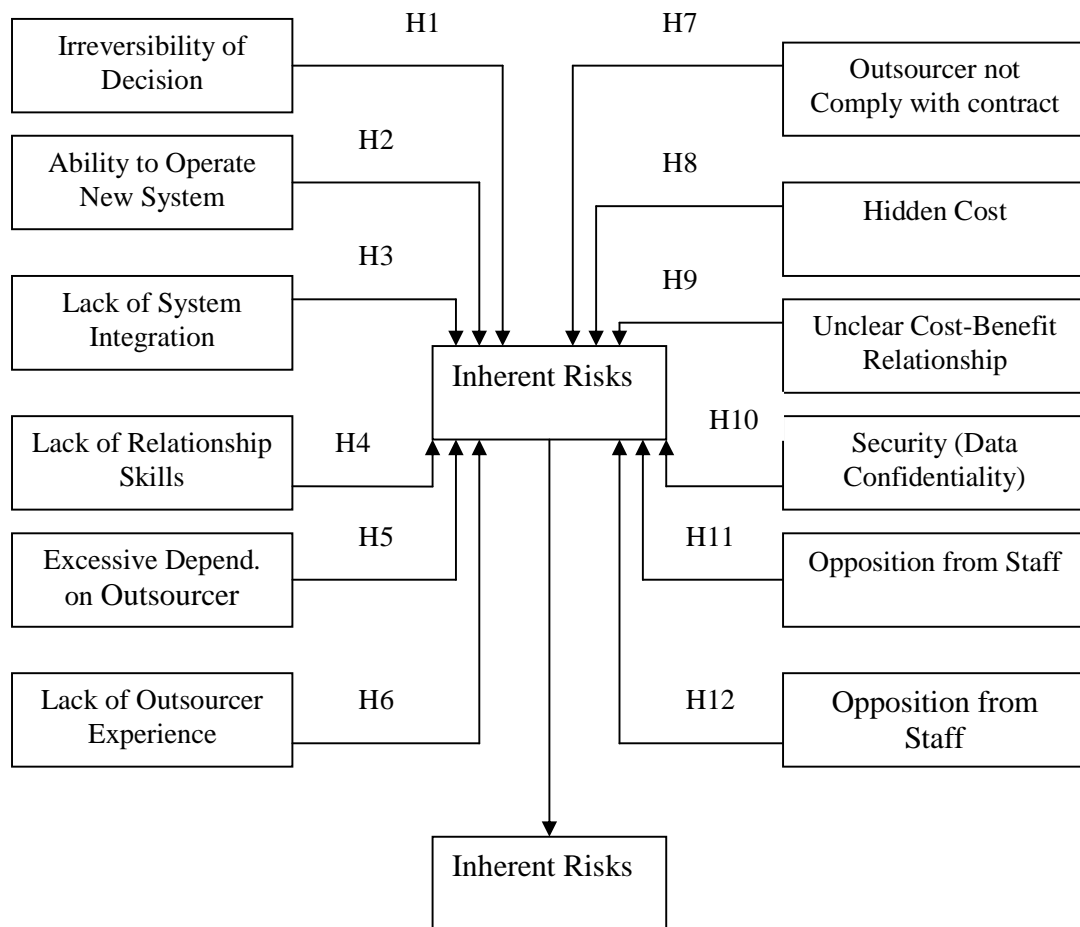 H1
Irreversibility of
Decision
H2
Ability to Operate
New System
H3
Lack of System
Integration
H4
Lack of Relationship
Skills
H5
Excessive Depend.
on Outsourcer
H6
Lack of Outsourcer
Experience
Inherent Risks
H7
Outsourcer not
Comply with contract
H8
Hidden Cost
H9
Unclear Cost-Benefit
Relationship
H10
Security (Data
Confidentiality)
H11
Opposition from Staff
H12
Opposition from
Staff
Inherent Risks